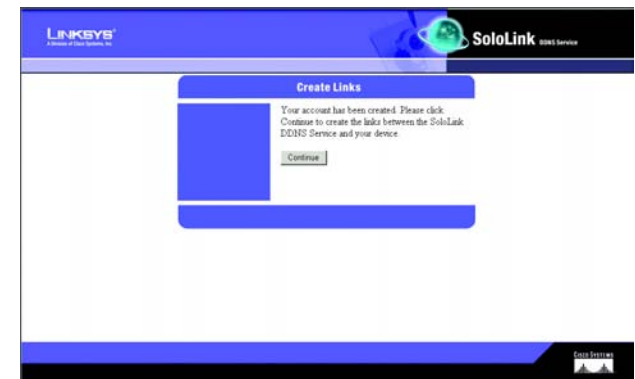 LINKSYS®
A Division of Cisco Systems, Inc.
SoloLink DDNS Service
Create Links
Your account has been created. Please click
Continue to create the links between the SoloLink
DDNS Service and your device
Continue
CISCO SYSTEMS